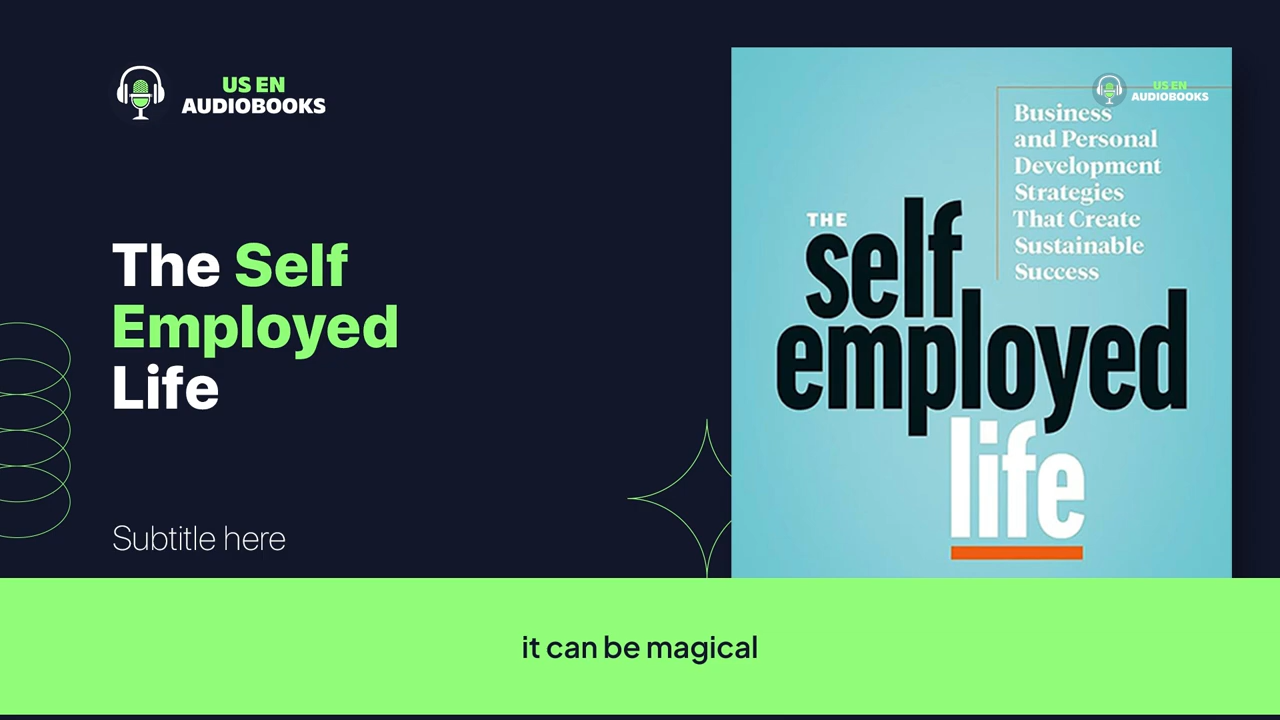 US EN
AUDIOBOOKS
The Self
Employed
Life
Subtitle here
US EN
AUDIOBOOKS
Business
and Personal
Development
Strategies
That Create
Sustainable
Success
THE
self
employed
life
it can be magical